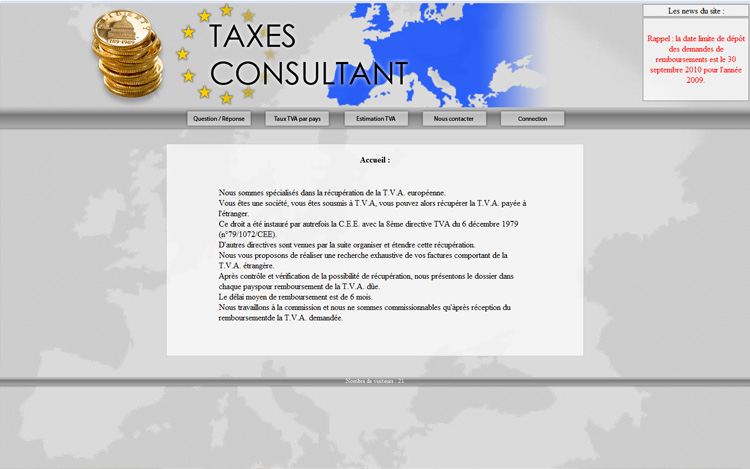 TAXES
CONSULTANT
Les news du site :
Rappel : la date limite de dépôt
des demandes de
remboursements est le 30
septembre 2010 pour l'année
2009.
Question / Réponse
Taux TVA par pays
Estimation TVA
Nous contacter
Connection
Accueil :
Nous sommes spécialisés dans la récupération de la T.V.A. européenne.
Vous êtes une société, vous êtes sousmis à T.V.A, vous pouvez alors récupérer la T.V.A. payée à
l'étranger.
Ce droit a été instauré par autrefois la C.E.E. avec la 8ème directive TVA du 6 décembre 1979
(n°79/1072/CEE).
D'autres directives sont venues par la suite organiser et étendre cette récupération.
Nous vous proposons de réaliser une recherche exhaustive de vos factures comportant de la
T.V.A. étrangère.
Après contrôle et vérification de la possibilité de récupération, nous présentons le dossier dans
chaque payspour remboursement de la T.V.A. dûe.
Le délai moyen de remboursement est de 6 mois.
Nous travaillons à la commission et nous ne sommes commissionnables qu'àprès réception du
remboursementde la T.V.A. demandée.
Nombre de visiteurs : 21